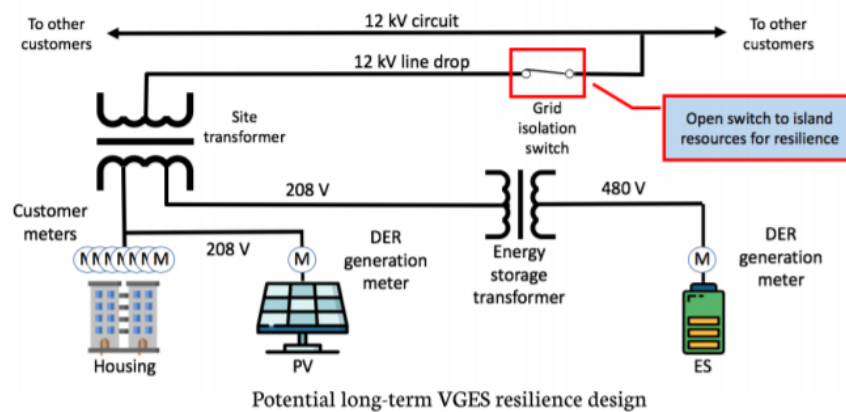 To other
customers
12 kV circuit
To other
customers
12 kV line drop
Site
transformer
Grid
isolation
switch
Open switch to island
resources for resilience
208 V
480 V
Customer
meters
MMMMMMM
208 V
M
DER
generation
meter
Energy
storage
transformer
M
DER
generation
meter
Housing
PV
ES
Potential long-term VGES resilience design